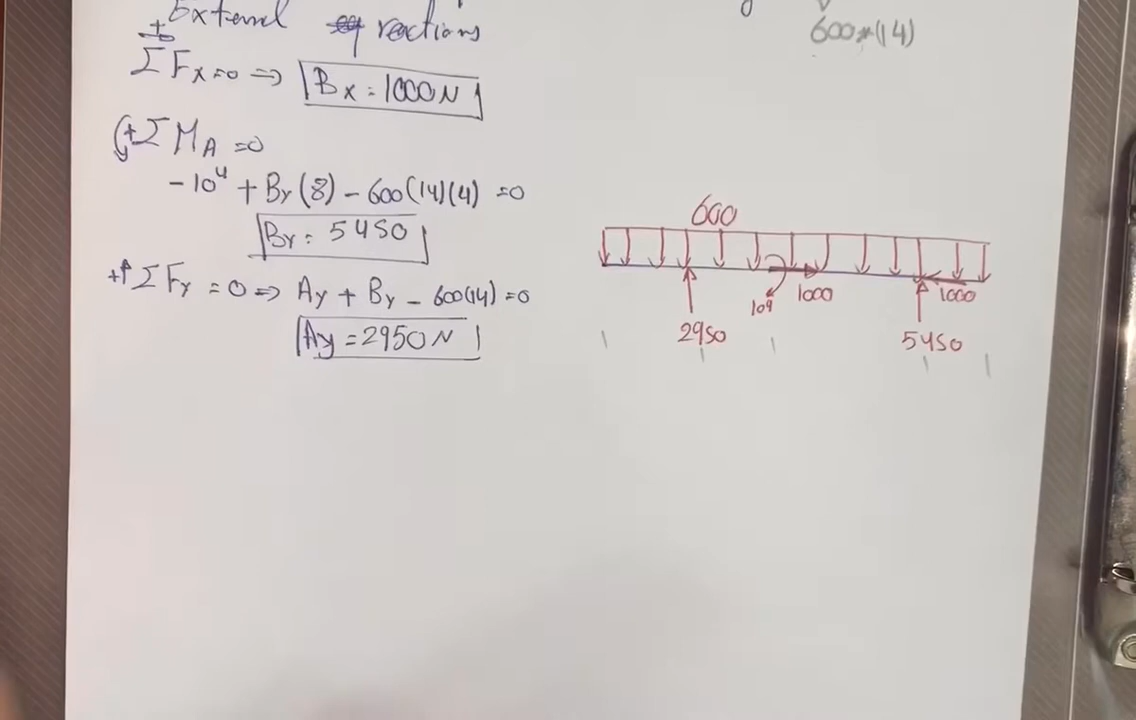 External reactions
600*(14)
+
ΣFx=0 => Bx = 1000N
+ΣMA=0
-10⁴ + By(8) - 600(14)(4) =0
By = 5450
+↑ΣFy=0 => Ay + By - 600(14)=0
Ay = 2950 N
600
10⁴ 1000 1000
2950 5450